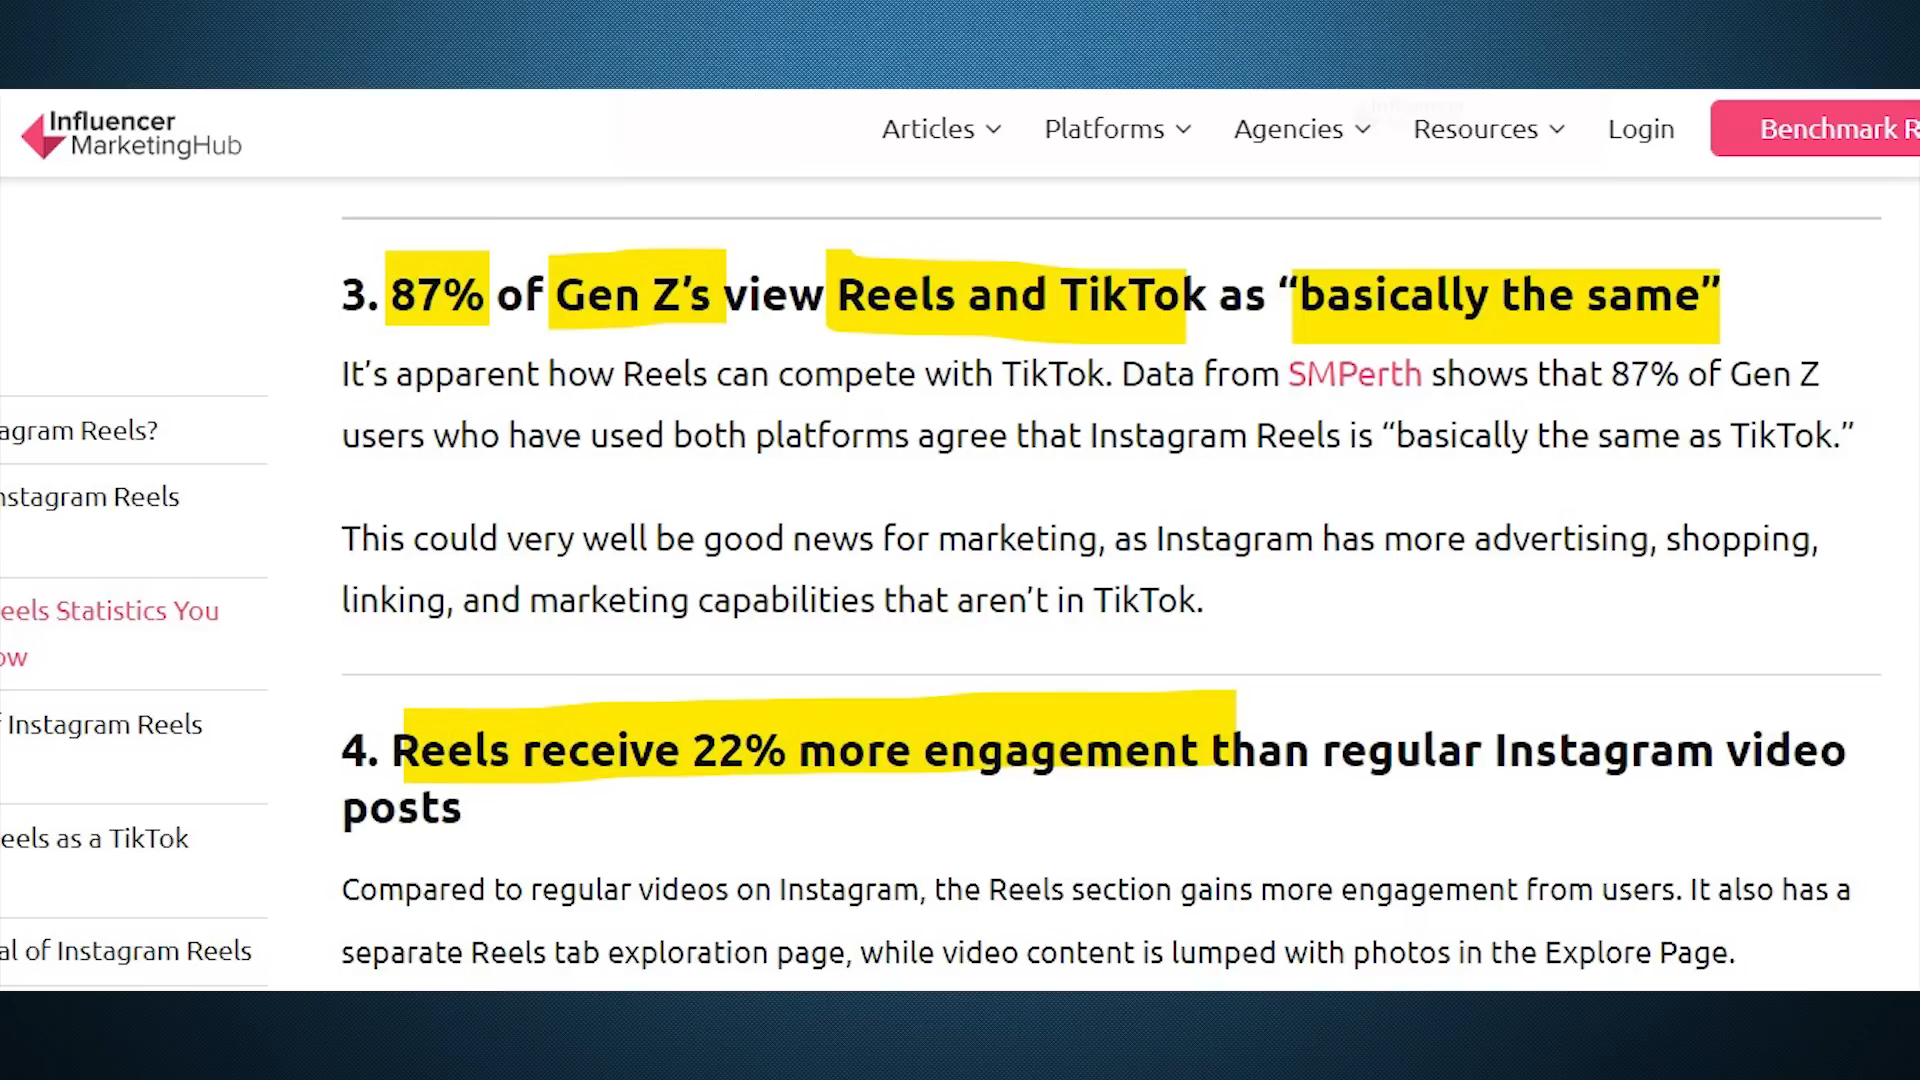 Influencer
MarketingHub
Articles
Platforms
Agencies
Resources
Login
Benchmark R
3. 87% of Gen Z’s view Reels and TikTok as “basically the same”
It’s apparent how Reels can compete with TikTok. Data from SMPerth shows that 87% of Gen Z
users who have used both platforms agree that Instagram Reels is “basically the same as TikTok.”
This could very well be good news for marketing, as Instagram has more advertising, shopping,
linking, and marketing capabilities that aren’t in TikTok.
4. Reels receive 22% more engagement than regular Instagram video
posts
Compared to regular videos on Instagram, the Reels section gains more engagement from users. It also has a
separate Reels tab exploration page, while video content is lumped with photos in the Explore Page.
agram Reels?
nstagram Reels
eels Statistics You
ow
f Instagram Reels
eels as a TikTok
al of Instagram Reels